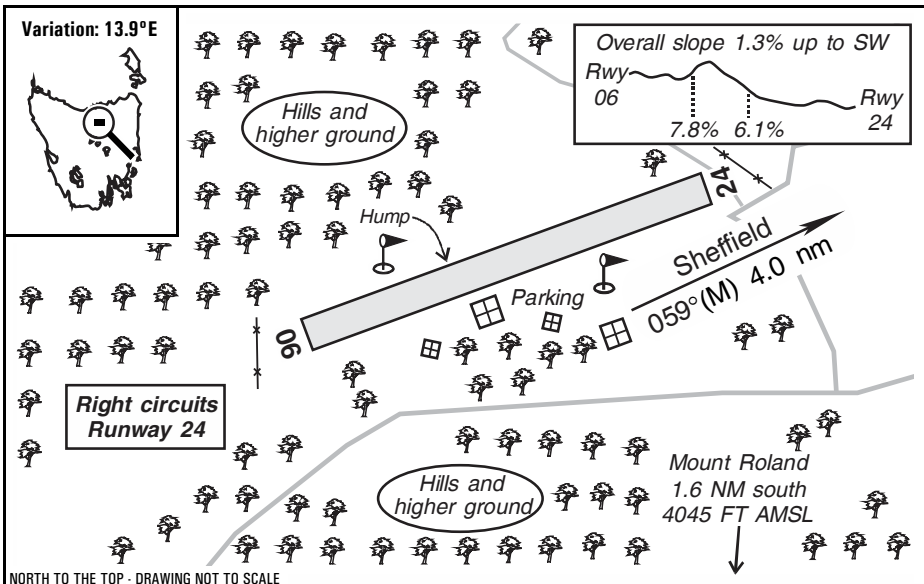 Variation: 13.9ºE
Overall slope 1.3% up to SW
Rwy
06
Rwy
24
7.8% 6.1%
Hills and
higher ground
24
Hump
Sheffield
059°(M) 4.0 nm
Parking
06
Right circuits
Runway 24
Hills and
higher ground
Mount Roland
1.6 NM south
4045 FT AMSL
NORTH TO THE TOP - DRAWING NOT TO SCALE